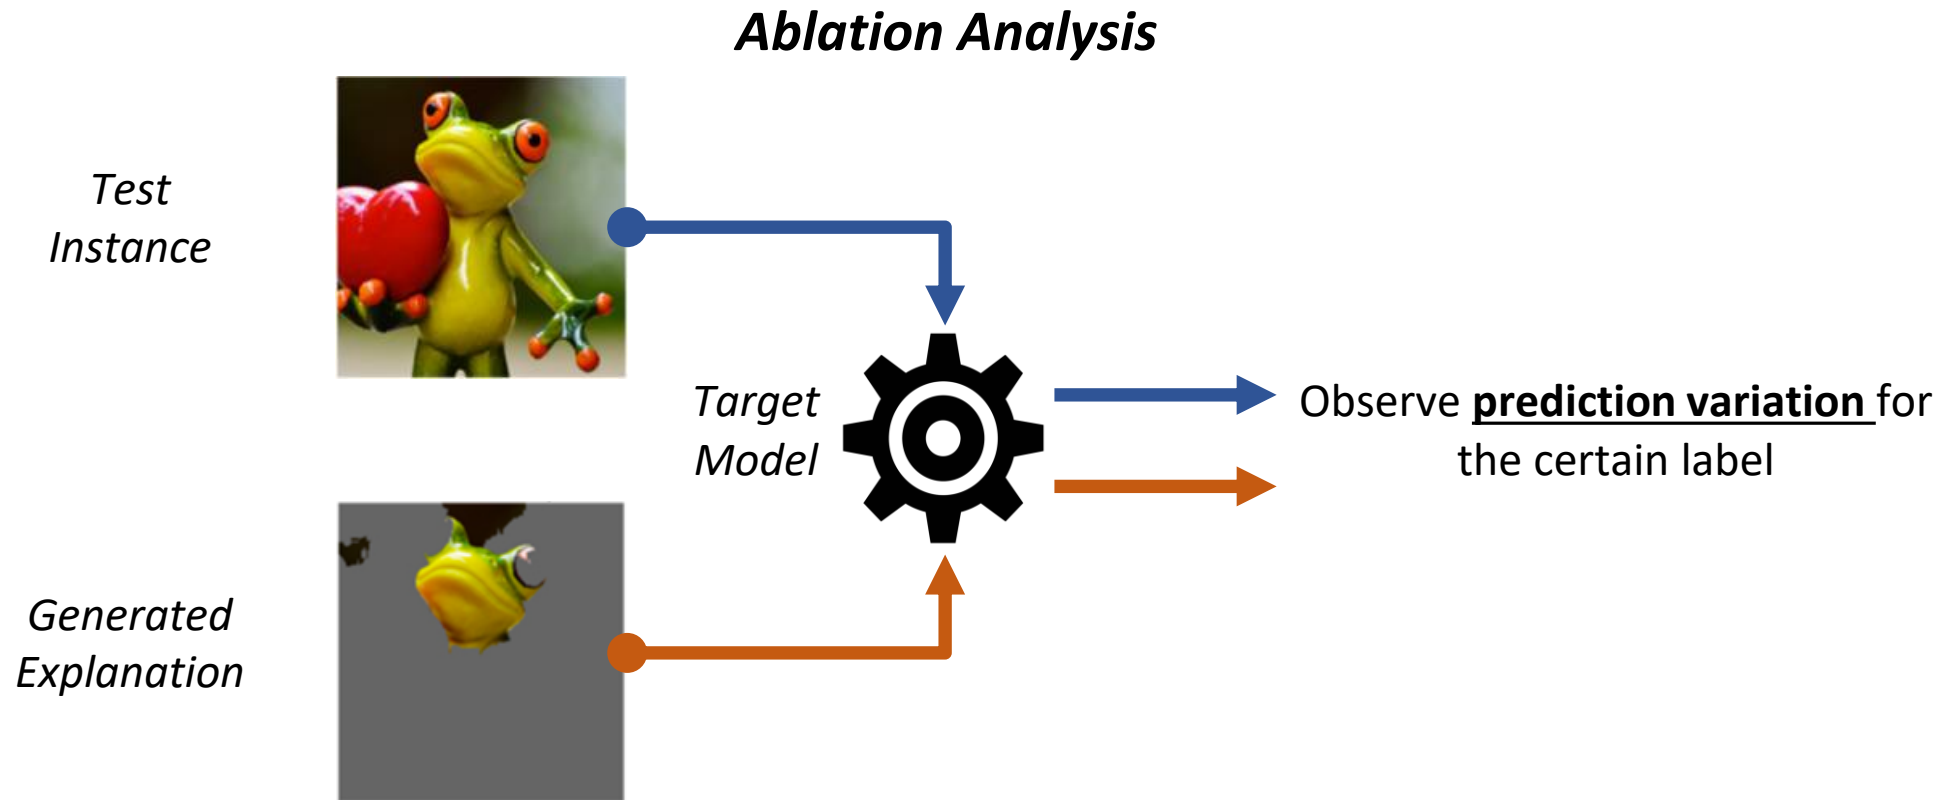 Ablation Analysis
Test
Instance
Target
Model
Observe prediction variation for
the certain label
Generated
Explanation